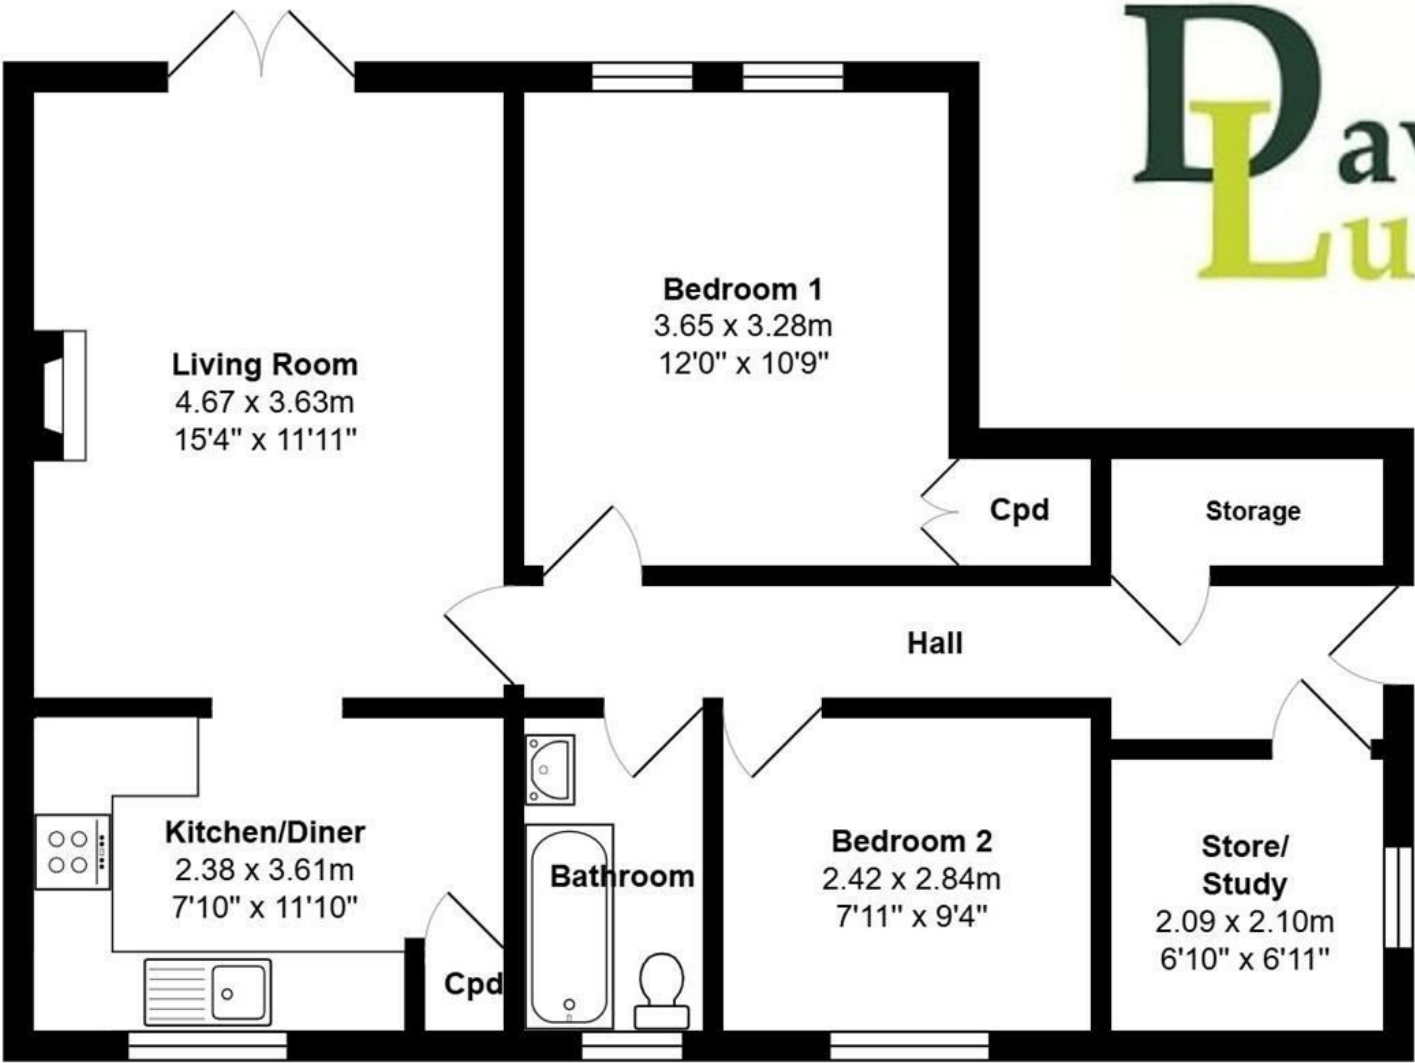 D
av
Lu
Bedroom 1
3.65 x 3.28m
12'0" x 10'9"
Living Room
4.67 x 3.63m
15'4" x 11'11"
Cpd
Storage
Hall
Kitchen/Diner
2.38 x 3.61m
7'10" x 11'10"
Cpd
Bathroom
Bedroom 2
2.42 x 2.84m
7'11" x 9'4"
Store/
Study
2.09 x 2.10m
6'10" x 6'11"